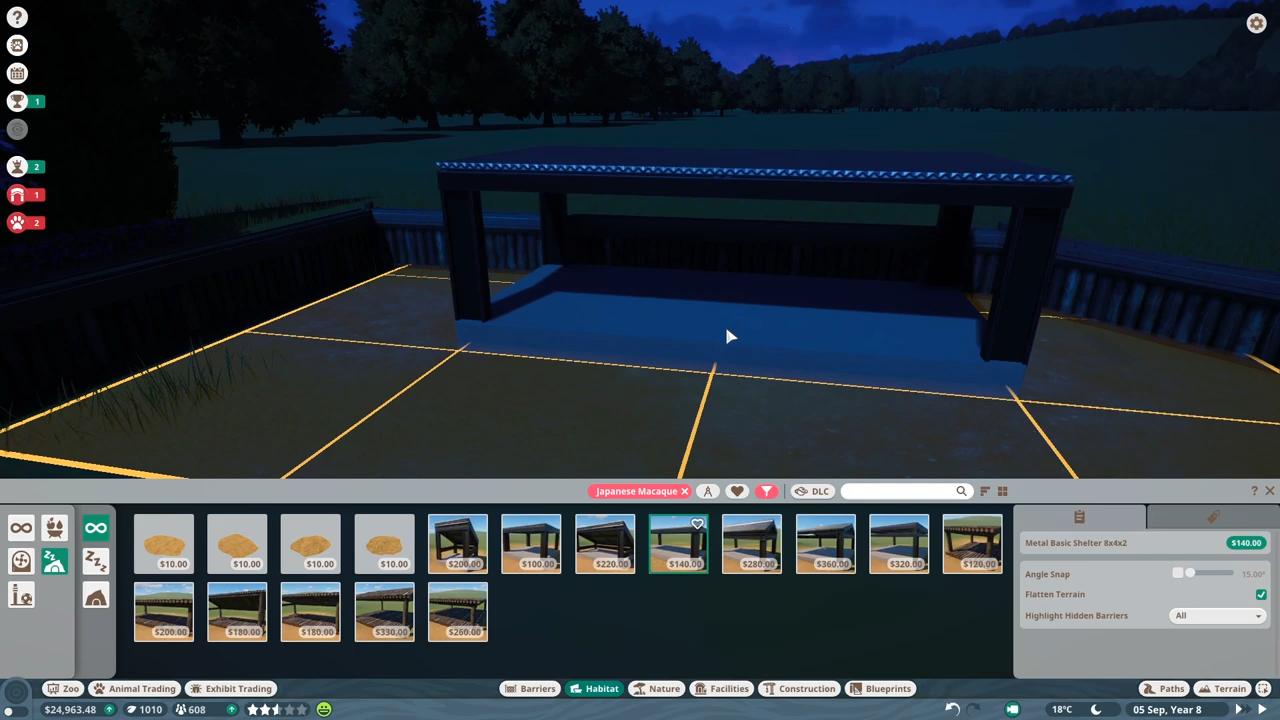 ?
1
2
1
2
Japanese Macaque ×
DLC
? ×
$10.00 $10.00 $10.00 $10.00 $200.00 $100.00 $220.00 $140.00 $280.00 $360.00 $320.00 $120.00
$200.00 $180.00 $180.00 $330.00 $260.00
Metal Basic Shelter 8x4x2 $140.00
Angle Snap 15.00°
Flatten Terrain
Highlight Hidden Barriers All
Zoo Animal Trading Exhibit Trading Barriers Habitat Nature Facilities Construction Blueprints Paths Terrain
$24,963.48 1010 608 18°C 05 Sep, Year 8